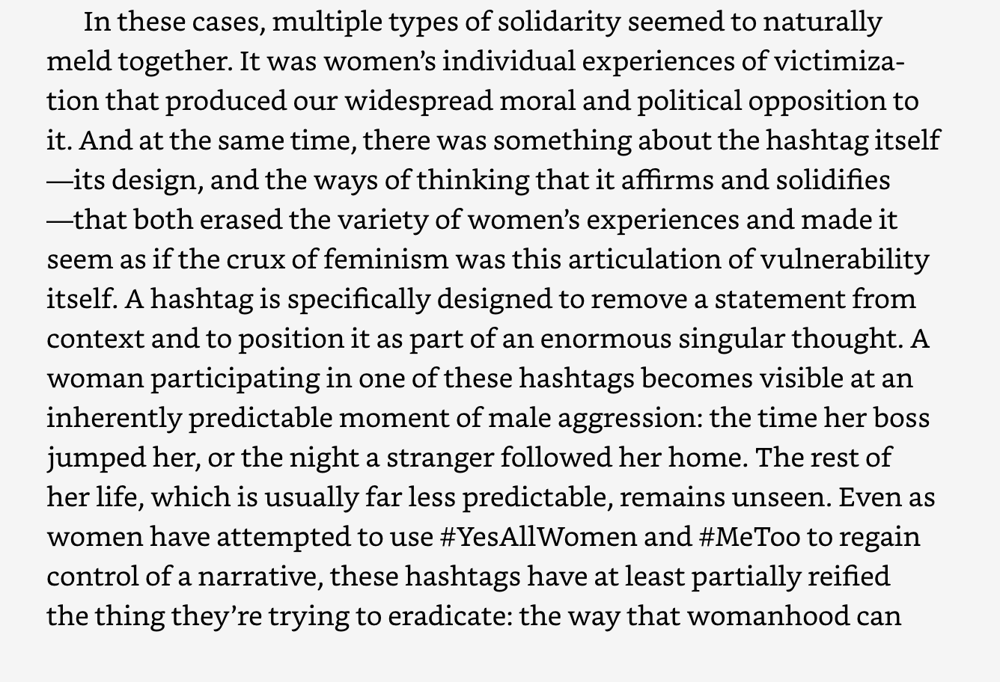 In these cases, multiple types of solidarity seemed to naturally
meld together. It was women’s individual experiences of victimiza-
tion that produced our widespread moral and political opposition to
it. And at the same time, there was something about the hashtag itself
—its design, and the ways of thinking that it affirms and solidifies
—that both erased the variety of women’s experiences and made it
seem as if the crux of feminism was this articulation of vulnerability
itself. A hashtag is specifically designed to remove a statement from
context and to position it as part of an enormous singular thought. A
woman participating in one of these hashtags becomes visible at an
inherently predictable moment of male aggression: the time her boss
jumped her, or the night a stranger followed her home. The rest of
her life, which is usually far less predictable, remains unseen. Even as
women have attempted to use #YesAllWomen and #MeToo to regain
control of a narrative, these hashtags have at least partially reified
the thing they’re trying to eradicate: the way that womanhood can